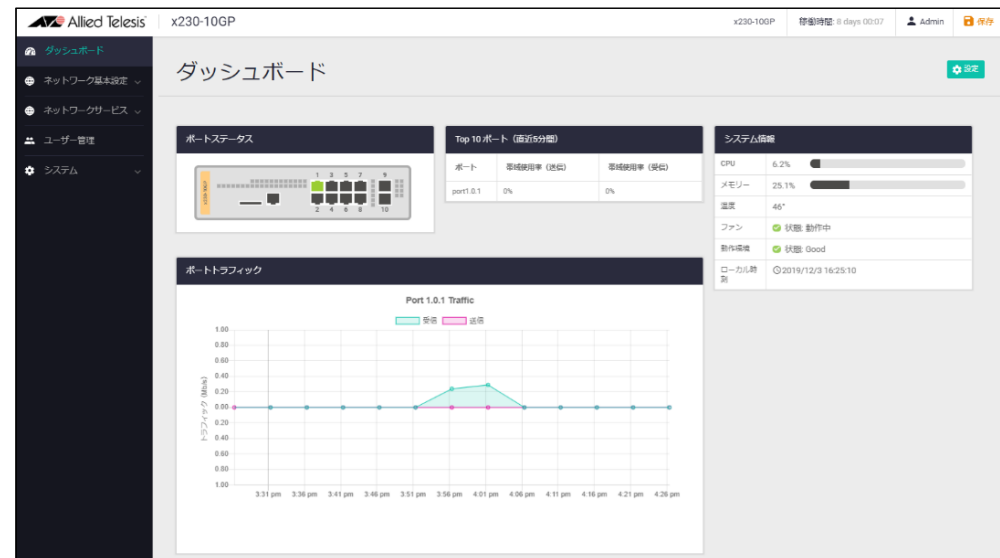 Allied Telesis
x230-10GP
x230-10GP
稼働時間: 8 days 00:07
Admin
保存
ダッシュボード
ネットワーク基本設定
ネットワークサービス
ユーザー管理
システム
ダッシュボード
設定
ポートステータス
1 3 5 7 9
2 4 6 8 10
Top 10 ポート（直近5分間）
ポート 帯域使用率（送信） 帯域使用率（受信）
port1.0.1 0% 0%
システム情報
CPU 6.2%
メモリー 25.1%
温度 46°
ファン 状態: 動作中
動作環境 状態: Good
ローカル時刻 2019/12/3 16:25:10
ポートトラフィック
Port 1.0.1 Traffic
受信 送信
トラフィック (Mb/s)
1.00
0.80
0.60
0.40
0.20
0.00
0.20
0.40
0.60
0.80
1.00
3:31 pm 3:36 pm 3:41 pm 3:46 pm 3:51 pm 3:56 pm 4:01 pm 4:06 pm 4:11 pm 4:16 pm 4:21 pm 4:26 pm